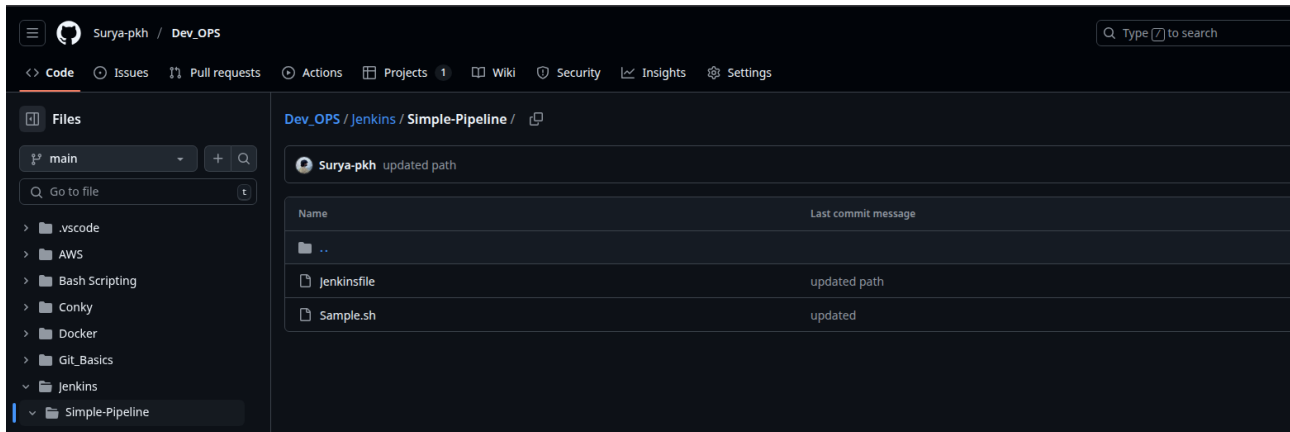 Surya-pkh / Dev_OPS
Type / to search
Code Issues Pull requests Actions Projects 1 Wiki Security Insights Settings
Files
Dev_OPS / Jenkins / Simple-Pipeline /
main
Surya-pkh updated path
Go to file t
Name Last commit message
.vscode
..
AWS
Bash Scripting
Jenkinsfile updated path
Conky
Sample.sh updated
Docker
Git_Basics
Jenkins
Simple-Pipeline